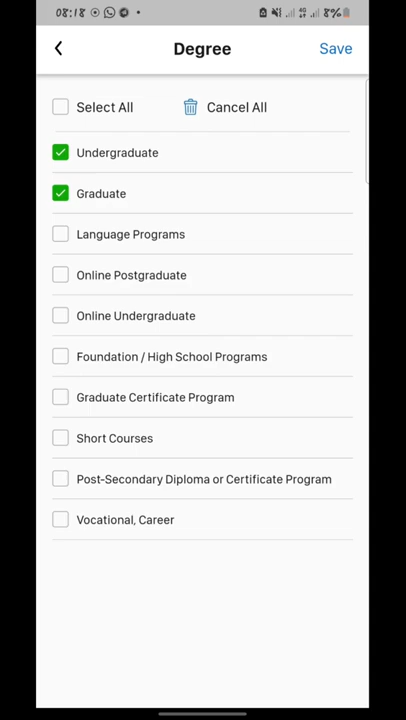 08:18 8%
Degree Save
Select All Cancel All
Undergraduate
Graduate
Language Programs
Online Postgraduate
Online Undergraduate
Foundation / High School Programs
Graduate Certificate Program
Short Courses
Post-Secondary Diploma or Certificate Program
Vocational, Career